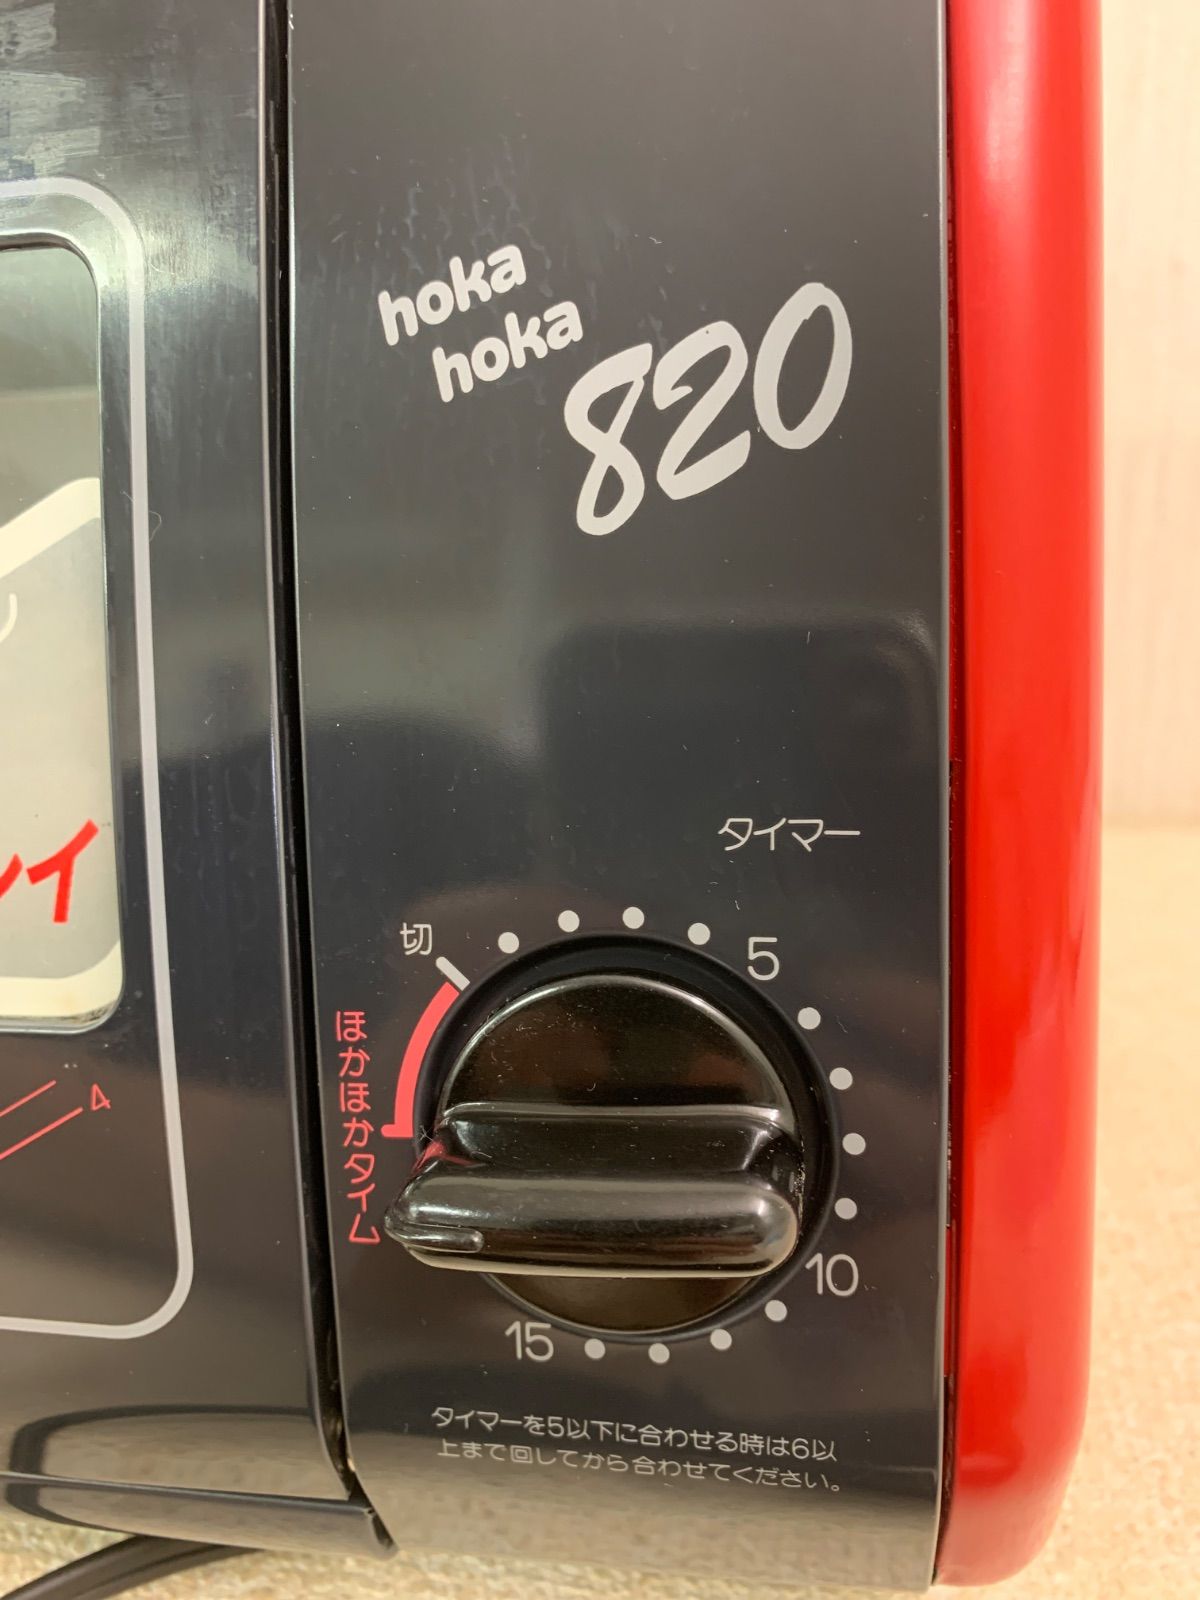 hoka
hoka
820
タイマー
切
5
10
15
ほかほかタイム
タイマーを5以下に合わせる時は6以
上まで回してから合わせてください。
イ
4